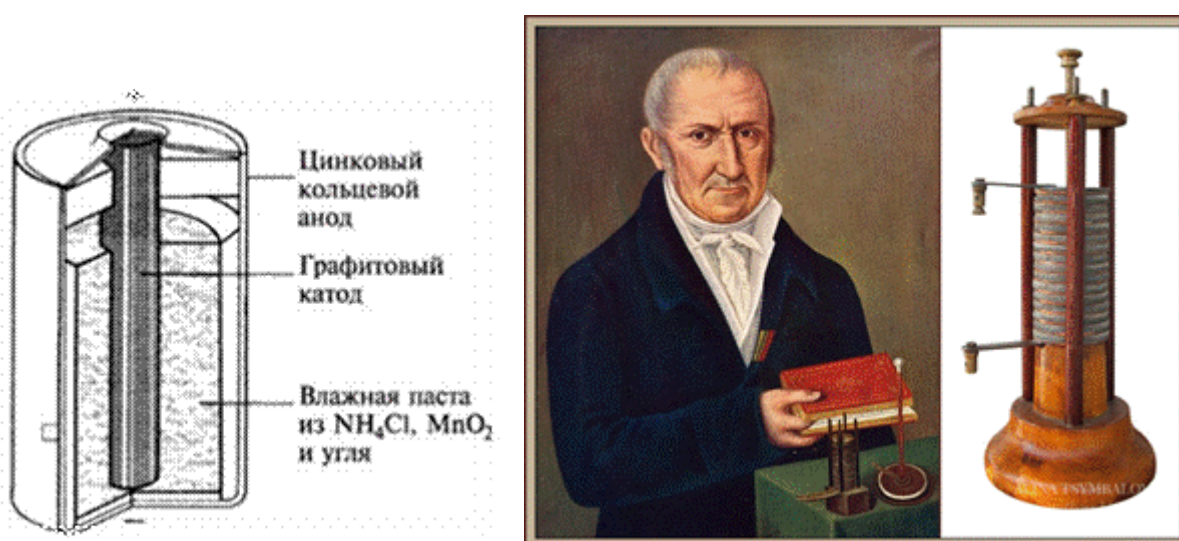 Цинковый
кольцевой
анод
Графитовый
катод
Влажная паста
из NH₄Cl, MnO₂
и угля